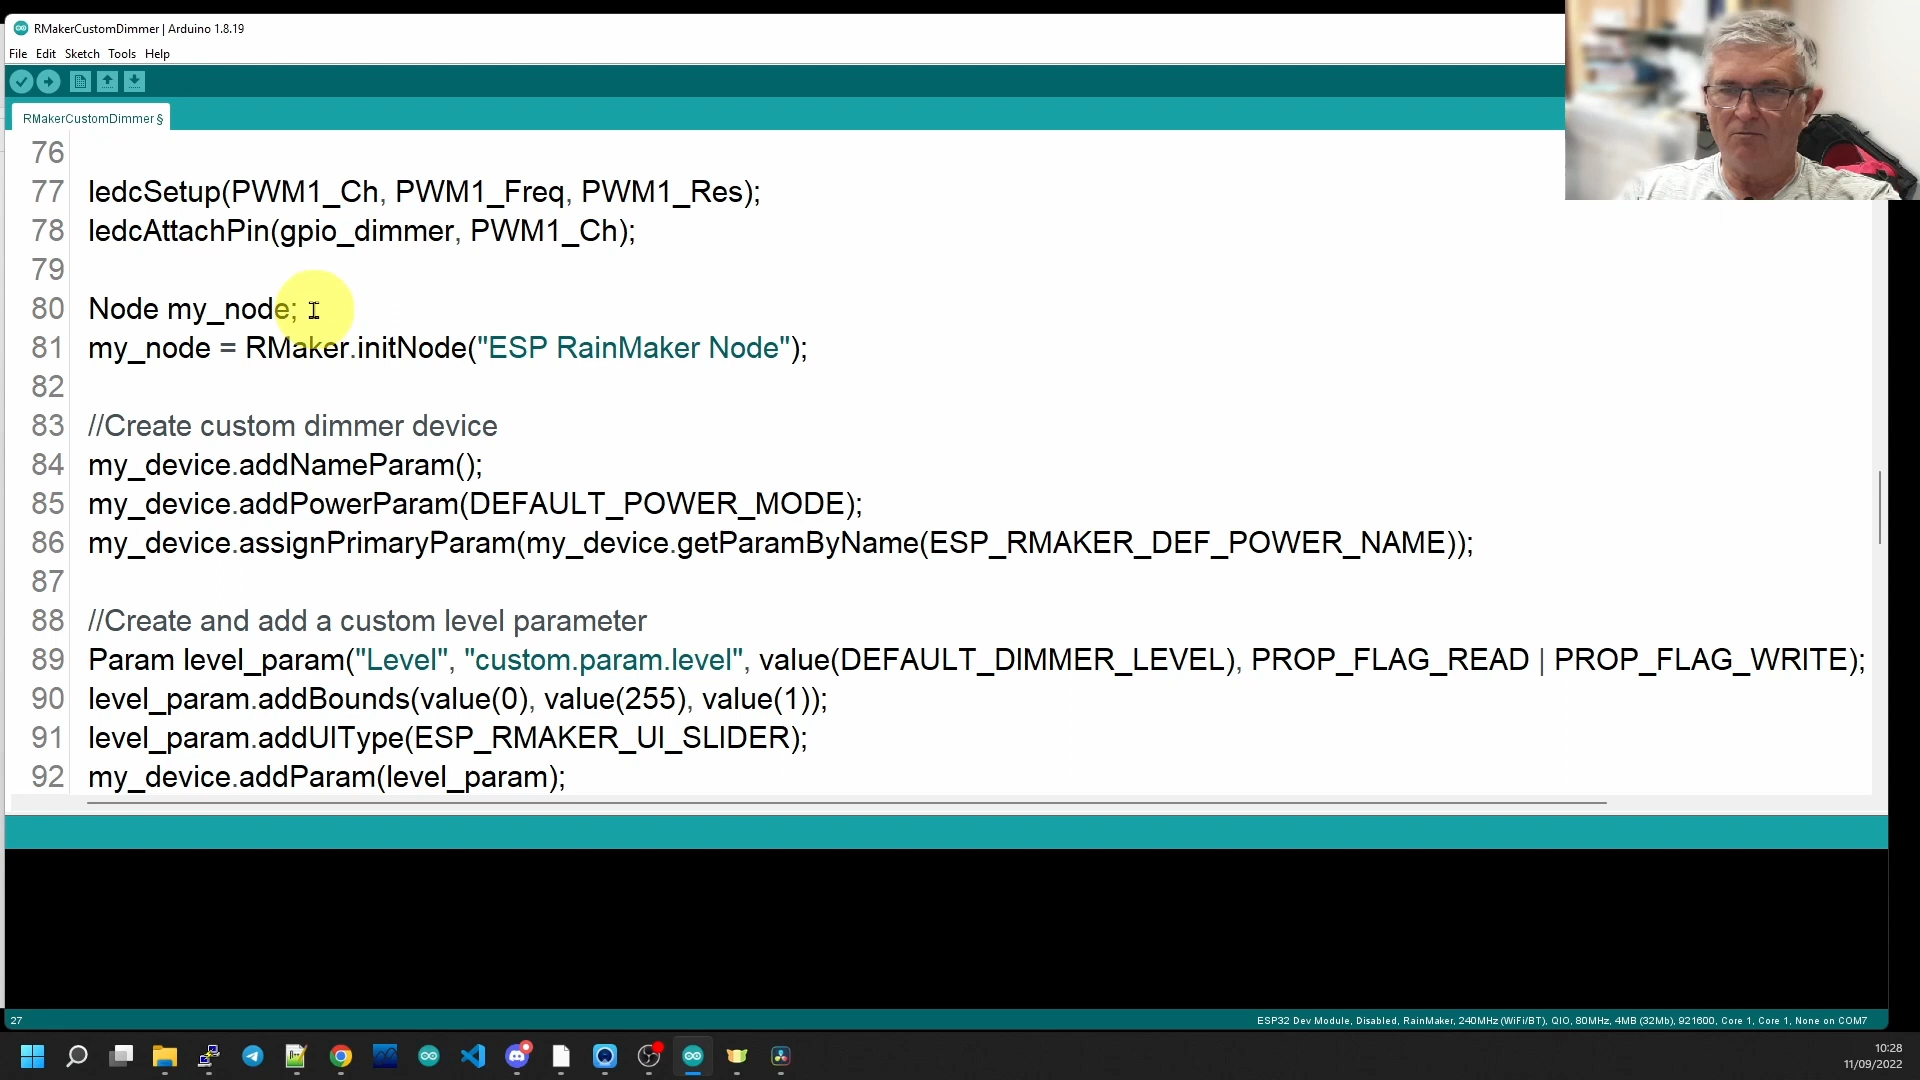 RMakerCustomDimmer | Arduino 1.8.19
File Edit Sketch Tools Help
RMakerCustomDimmer §
76
77 ledcSetup(PWM1_Ch, PWM1_Freq, PWM1_Res);
78 ledcAttachPin(gpio_dimmer, PWM1_Ch);
79
80 Node my_node;
81 my_node = RMaker.initNode("ESP RainMaker Node");
82
83 //Create custom dimmer device
84 my_device.addNameParam();
85 my_device.addPowerParam(DEFAULT_POWER_MODE);
86 my_device.assignPrimaryParam(my_device.getParamByName(ESP_RMAKER_DEF_POWER_NAME));
87
88 //Create and add a custom level parameter
89 Param level_param("Level", "custom.param.level", value(DEFAULT_DIMMER_LEVEL), PROP_FLAG_READ | PROP_FLAG_WRITE);
90 level_param.addBounds(value(0), value(255), value(1));
91 level_param.addUIType(ESP_RMAKER_UI_SLIDER);
92 my_device.addParam(level_param);
27 ESP32 Dev Module, Disabled, RainMaker, 240MHz (WiFi/BT), QIO, 80MHz, 4MB (32Mb), 921600, Core 1, Core 1, None on COM7
10:28
11/09/2022